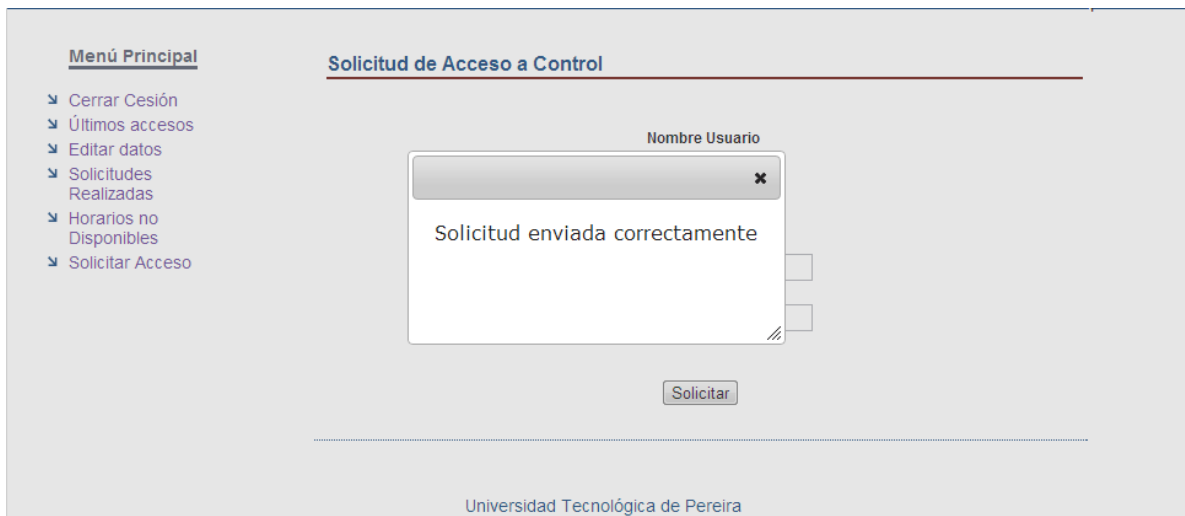 Menú Principal
Cerrar Cesión
Últimos accesos
Editar datos
Solicitudes
Realizadas
Horarios no
Disponibles
Solicitar Acceso
Solicitud de Acceso a Control
Nombre Usuario
Solicitud enviada correctamente
Solicitar
Universidad Tecnológica de Pereira